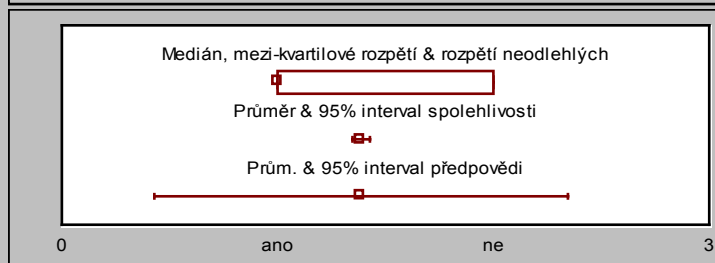 Medián, mezi-kvartilové rozpětí & rozpětí neodlehlých
Průměr & 95% interval spolehlivosti
Prům. & 95% interval předpovědi
0 ano ne 3